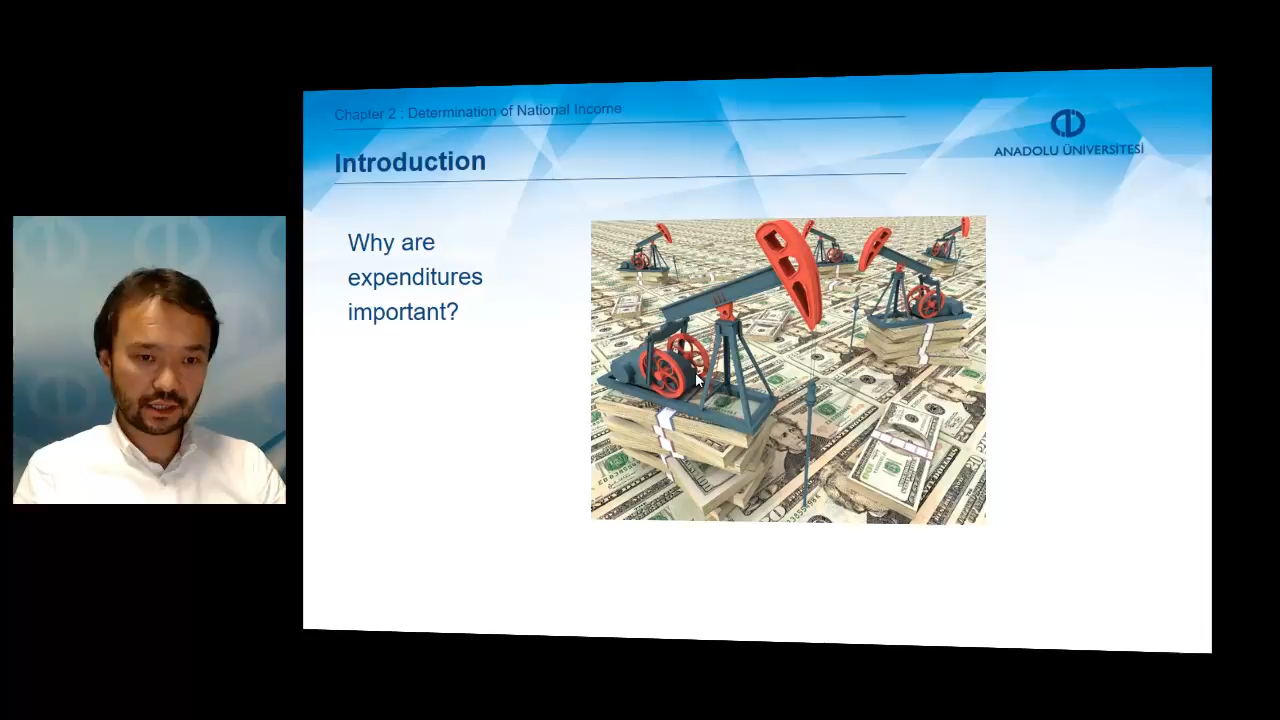 Chapter 2 : Determination of National Income
Introduction
ANADOLU ÜNİVERSİTESİ
Why are
expenditures
important?